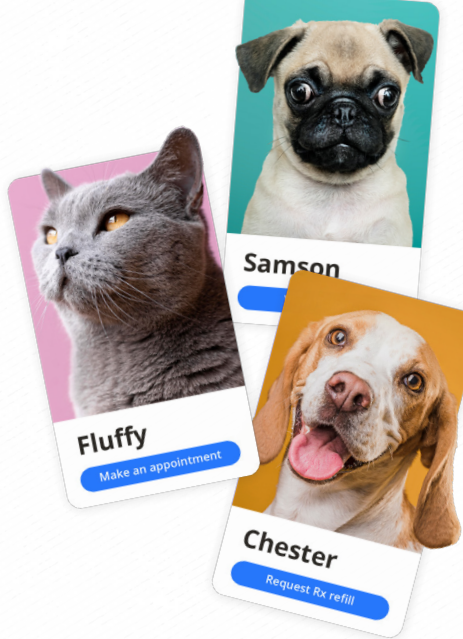 Samson
Fluffy
Make an appointment
Chester
Request Rx refill